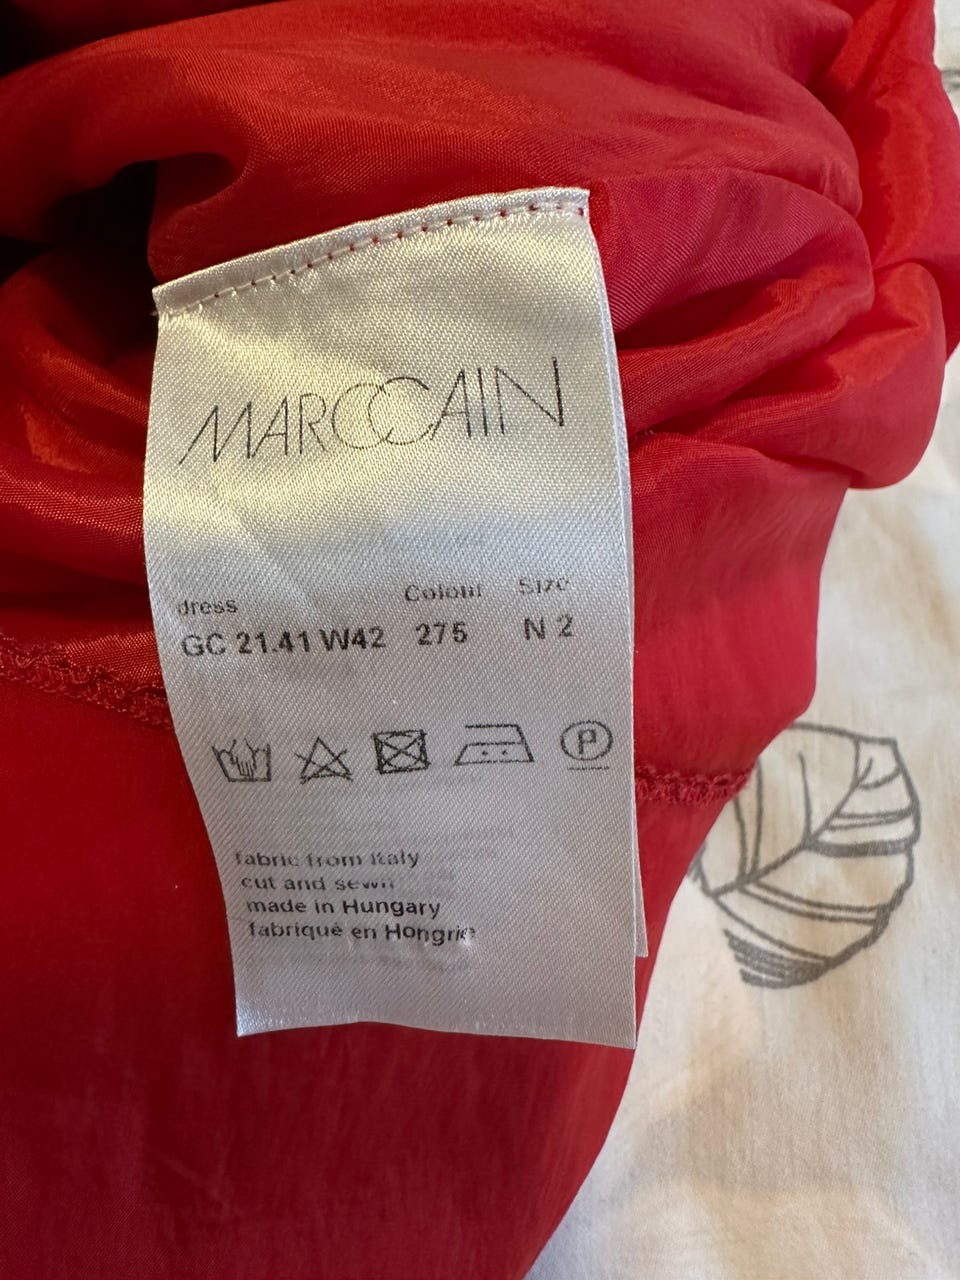 MARCCAIN
dress Colour Size
GC 21.41 W42 275 N 2
P
fabric from Italy
cut and sewn
made in Hungary
fabriqué en Hongrie